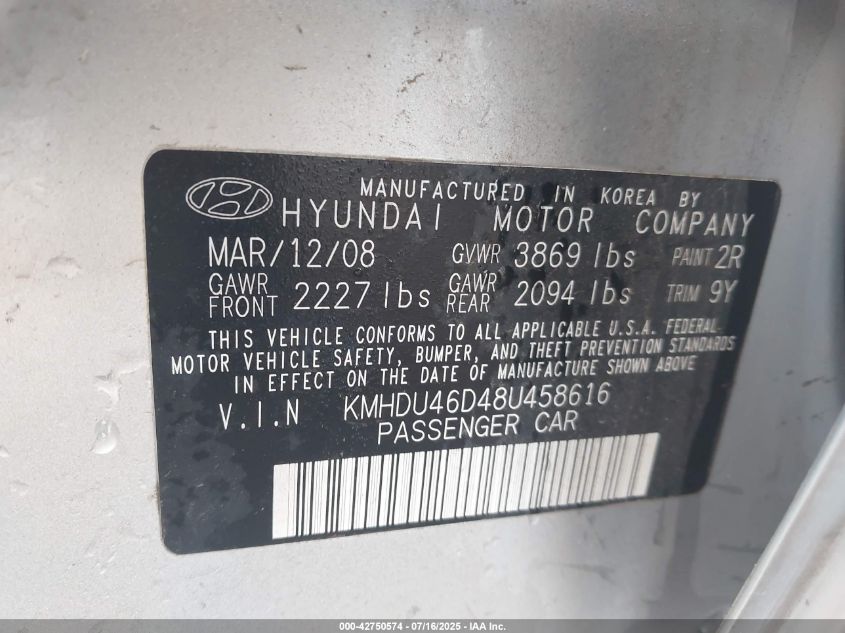 MANUFACTURED IN KOREA BY
HYUNDAI MOTOR COMPANY
MAR/12/08 GVWR 3869 lbs PAINT 2R
GAWR FRONT 2227 lbs GAWR REAR 2094 lbs TRIM 9Y
THIS VEHICLE CONFORMS TO ALL APPLICABLE U.S.A. FEDERAL
MOTOR VEHICLE SAFETY, BUMPER, AND THEFT PREVENTION STANDARDS
IN EFFECT ON THE DATE OF MANUFACTURE SHOWN ABOVE
V.I.N KMHDU46D48U458616
PASSENGER CAR
000-42750574 - 07/16/2025 - IAA Inc.